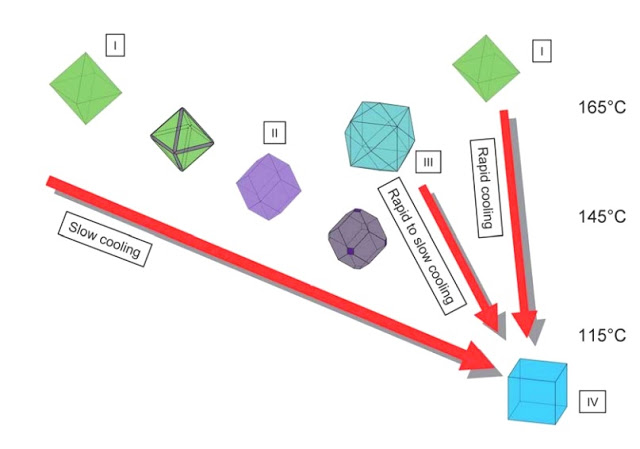 I
I
165°C
II
III
Rapid cooling
145°C
Rapid to slow cooling
Slow cooling
115°C
IV